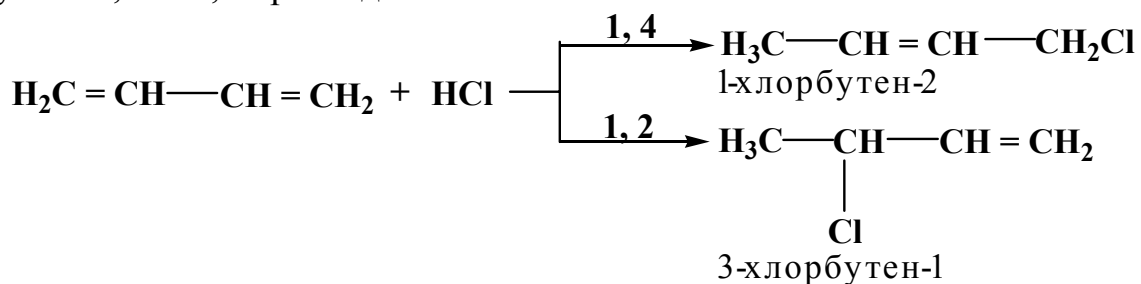 1, 4
H₃C—CH=CH—CH₂Cl
1-хлорбутен-2
H₂C=CH—CH=CH₂ + HCl
1, 2
H₃C—CH—CH=CH₂
Cl
3-хлорбутен-1